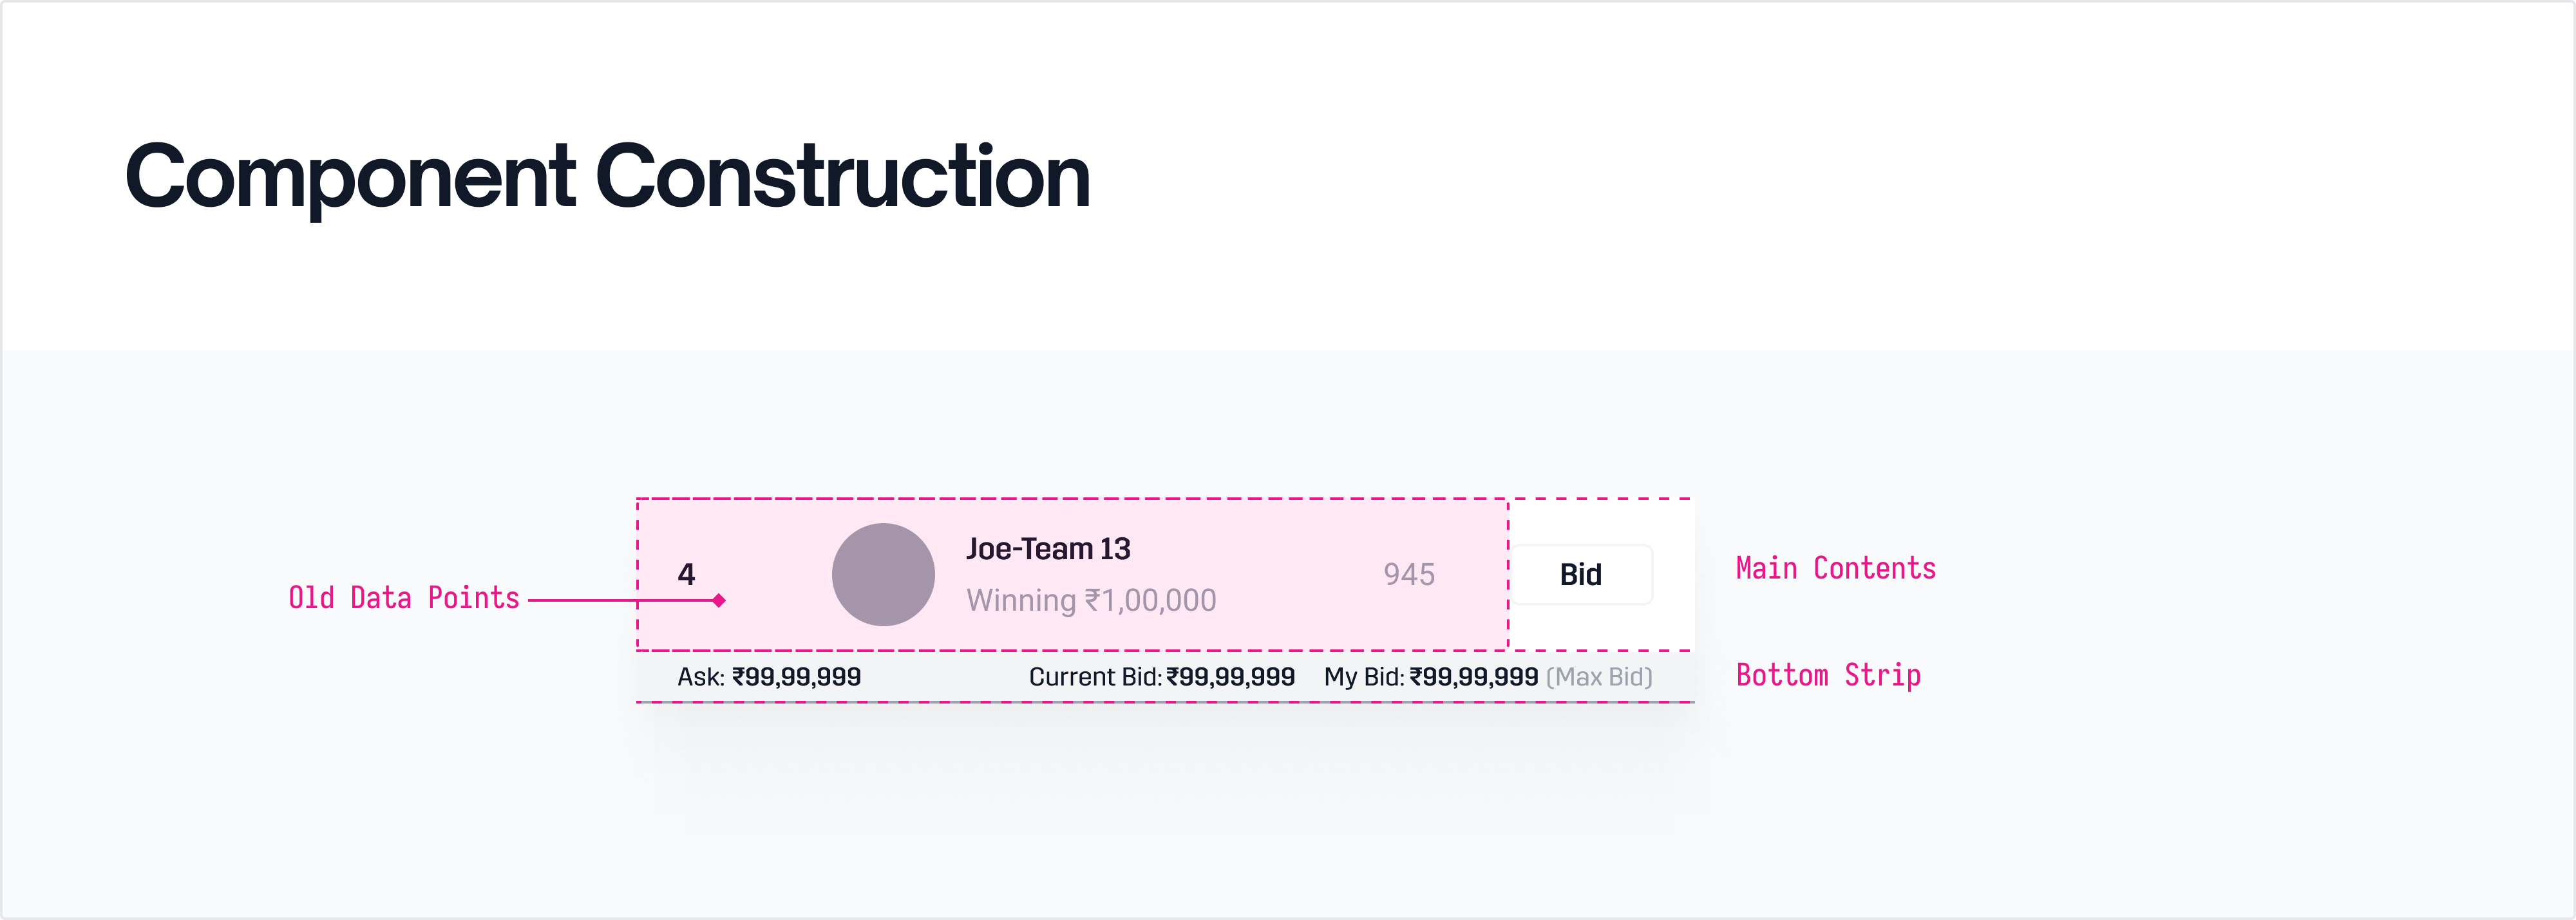 Component Construction
Joe-Team 13
4
945
Bid
Main Contents
Old Data Points
Winning ₹1,00,000
Ask: ₹99,99,999
Current Bid: ₹99,99,999
My Bid: ₹99,99,999 (Max Bid)
Bottom Strip